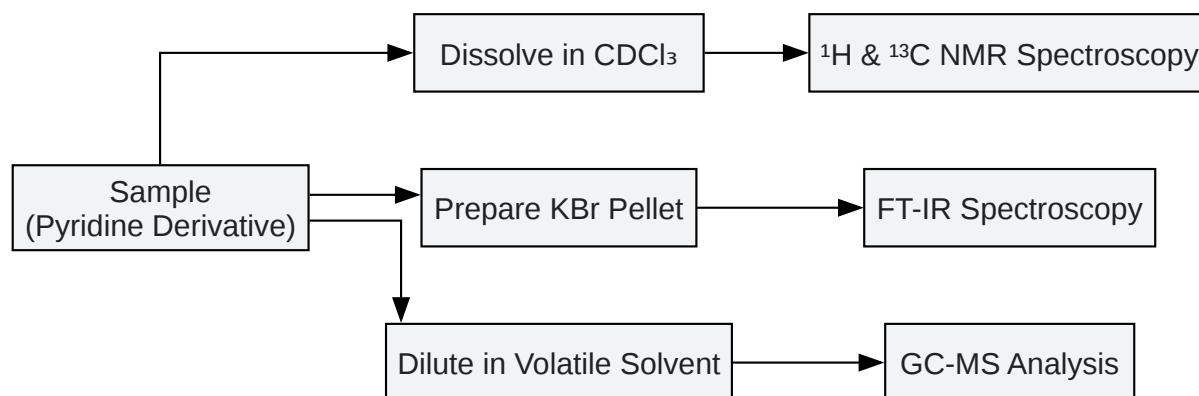 Dissolve in CDCl₃
¹H & ¹³C NMR Spectroscopy
Sample
(Pyridine Derivative)
Prepare KBr Pellet
FT-IR Spectroscopy
Dilute in Volatile Solvent
GC-MS Analysis